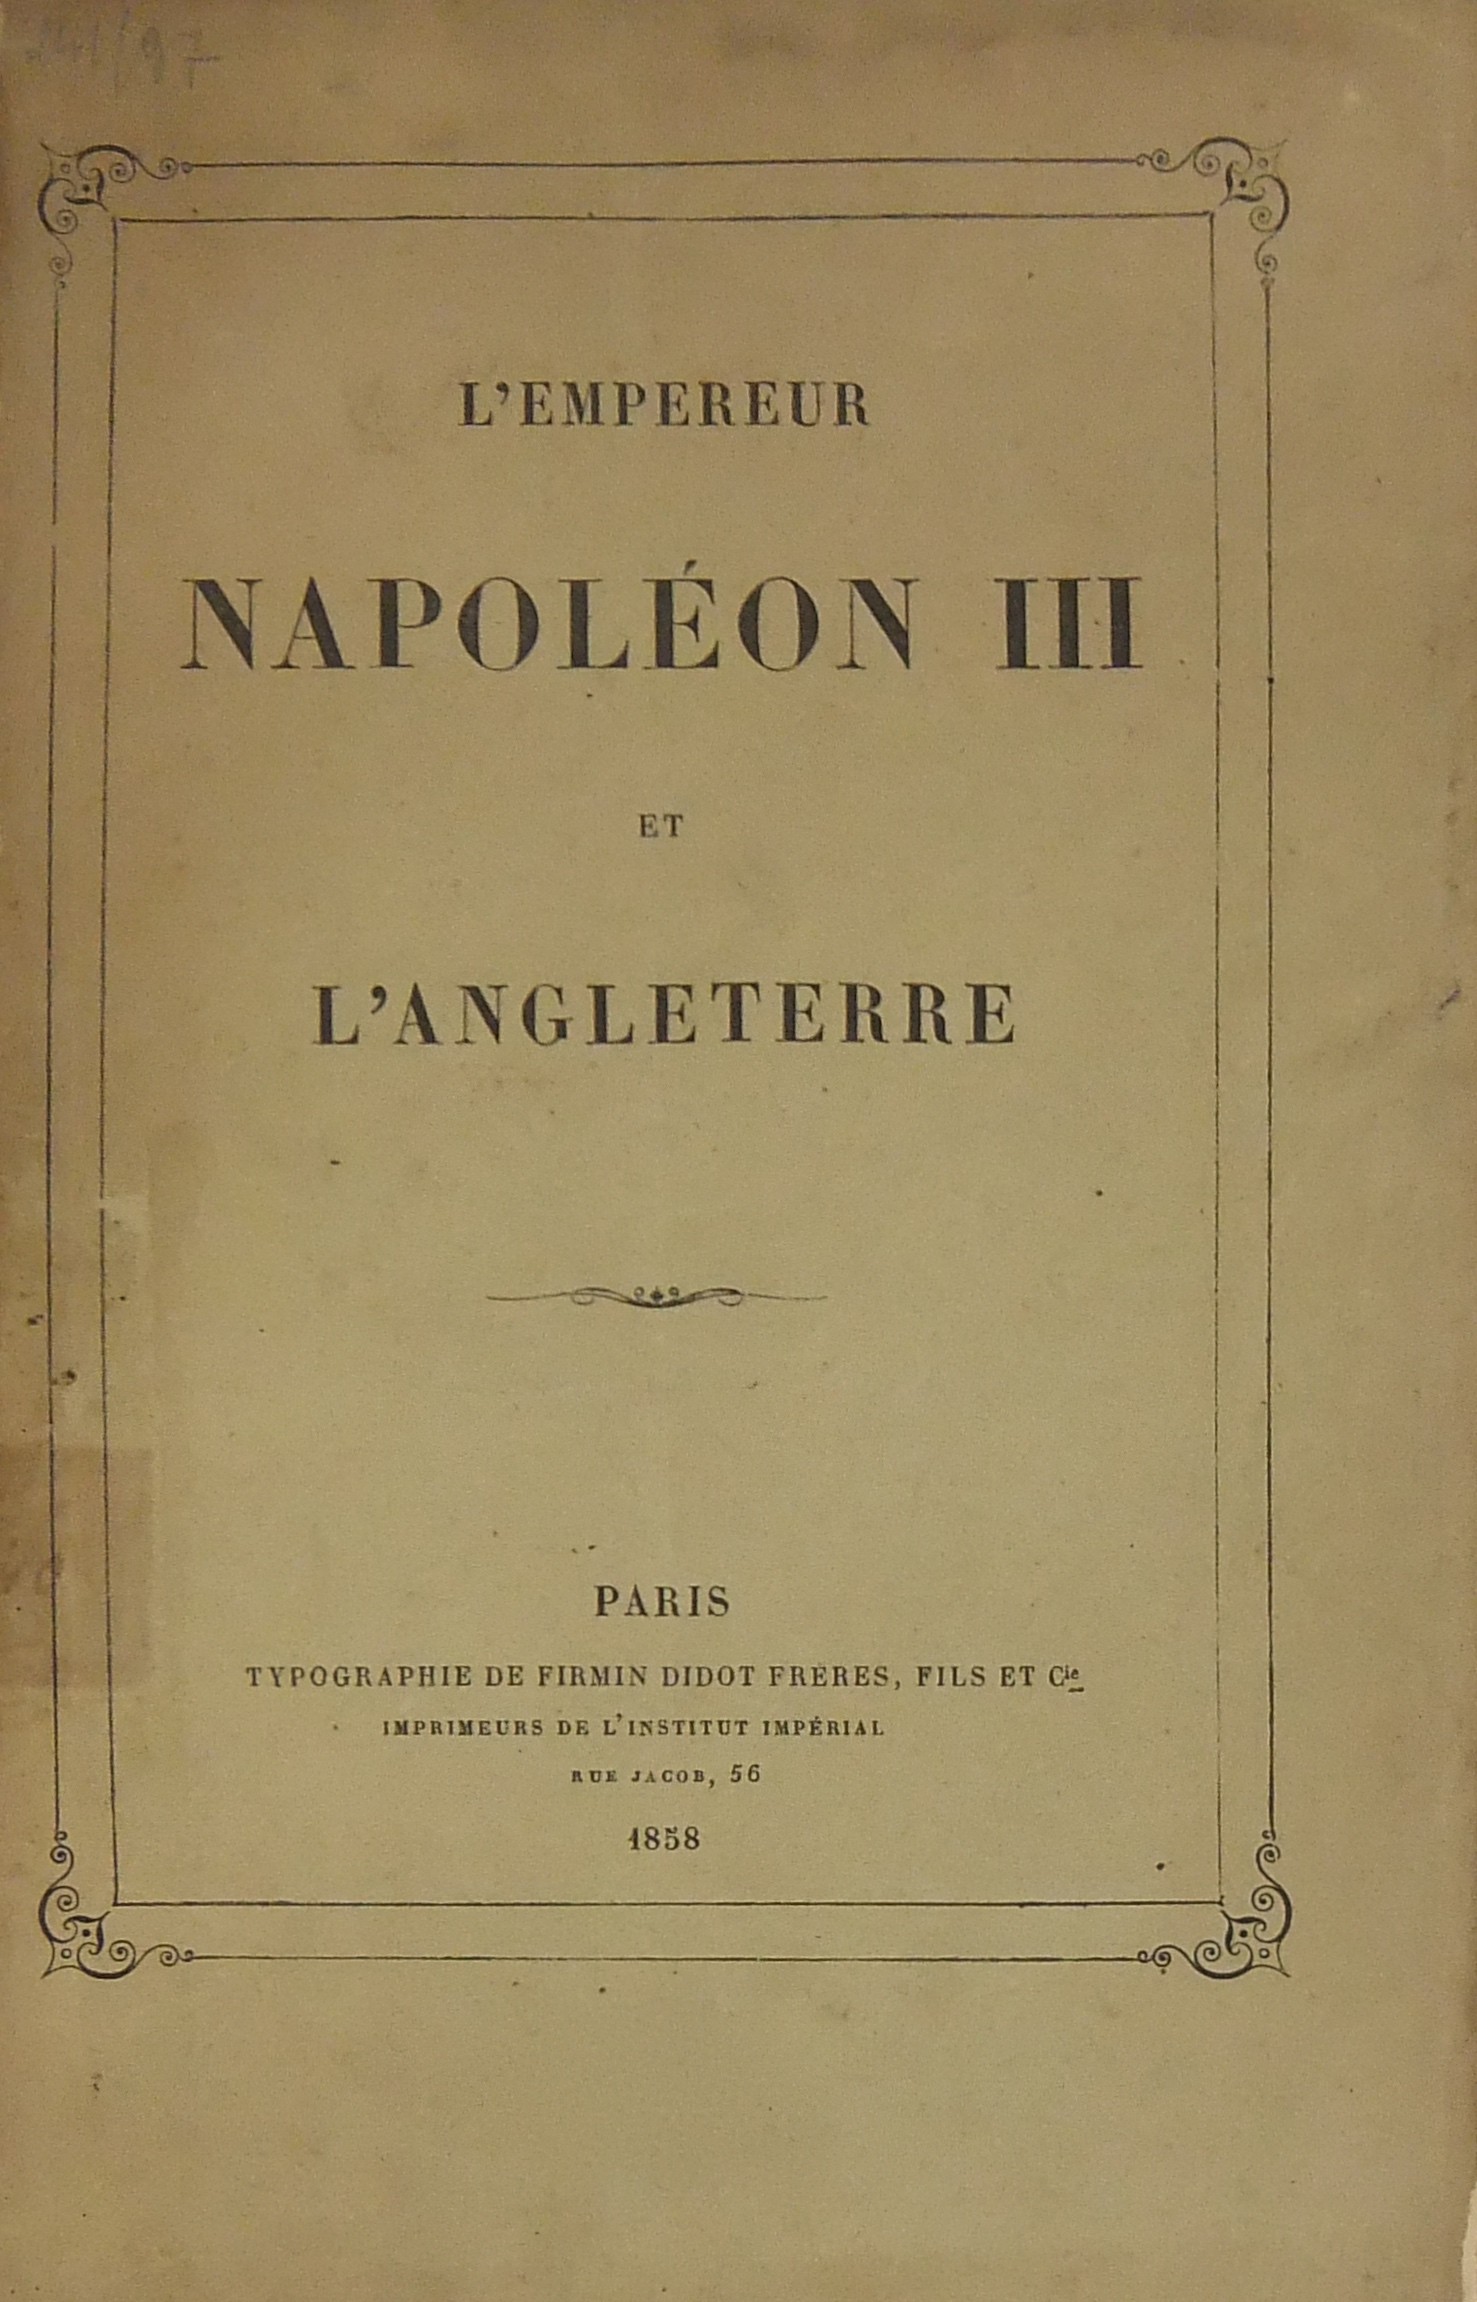 L'EMPEREUR
NAPOLÉON III
ET
L'ANGLETERRE
PARIS
TYPOGRAPHIE DE FIRMIN DIDOT FRÈRES, FILS ET Cie
IMPRIMEURS DE L'INSTITUT IMPÉRIAL
RUE JACOB, 56
1858